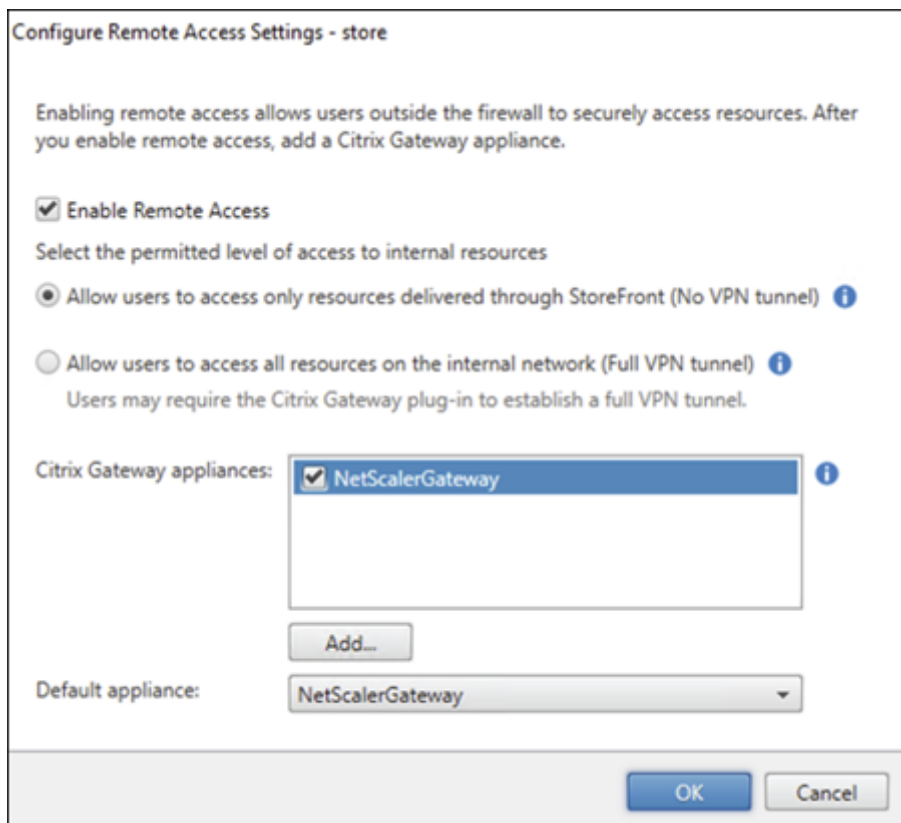 Configure Remote Access Settings - store
Enabling remote access allows users outside the firewall to securely access resources. After
you enable remote access, add a Citrix Gateway appliance.
Enable Remote Access
Select the permitted level of access to internal resources
Allow users to access only resources delivered through StoreFront (No VPN tunnel)
Allow users to access all resources on the internal network (Full VPN tunnel)
Users may require the Citrix Gateway plug-in to establish a full VPN tunnel.
Citrix Gateway appliances:
NetScalerGateway
Add...
Default appliance:
NetScalerGateway
OK
Cancel